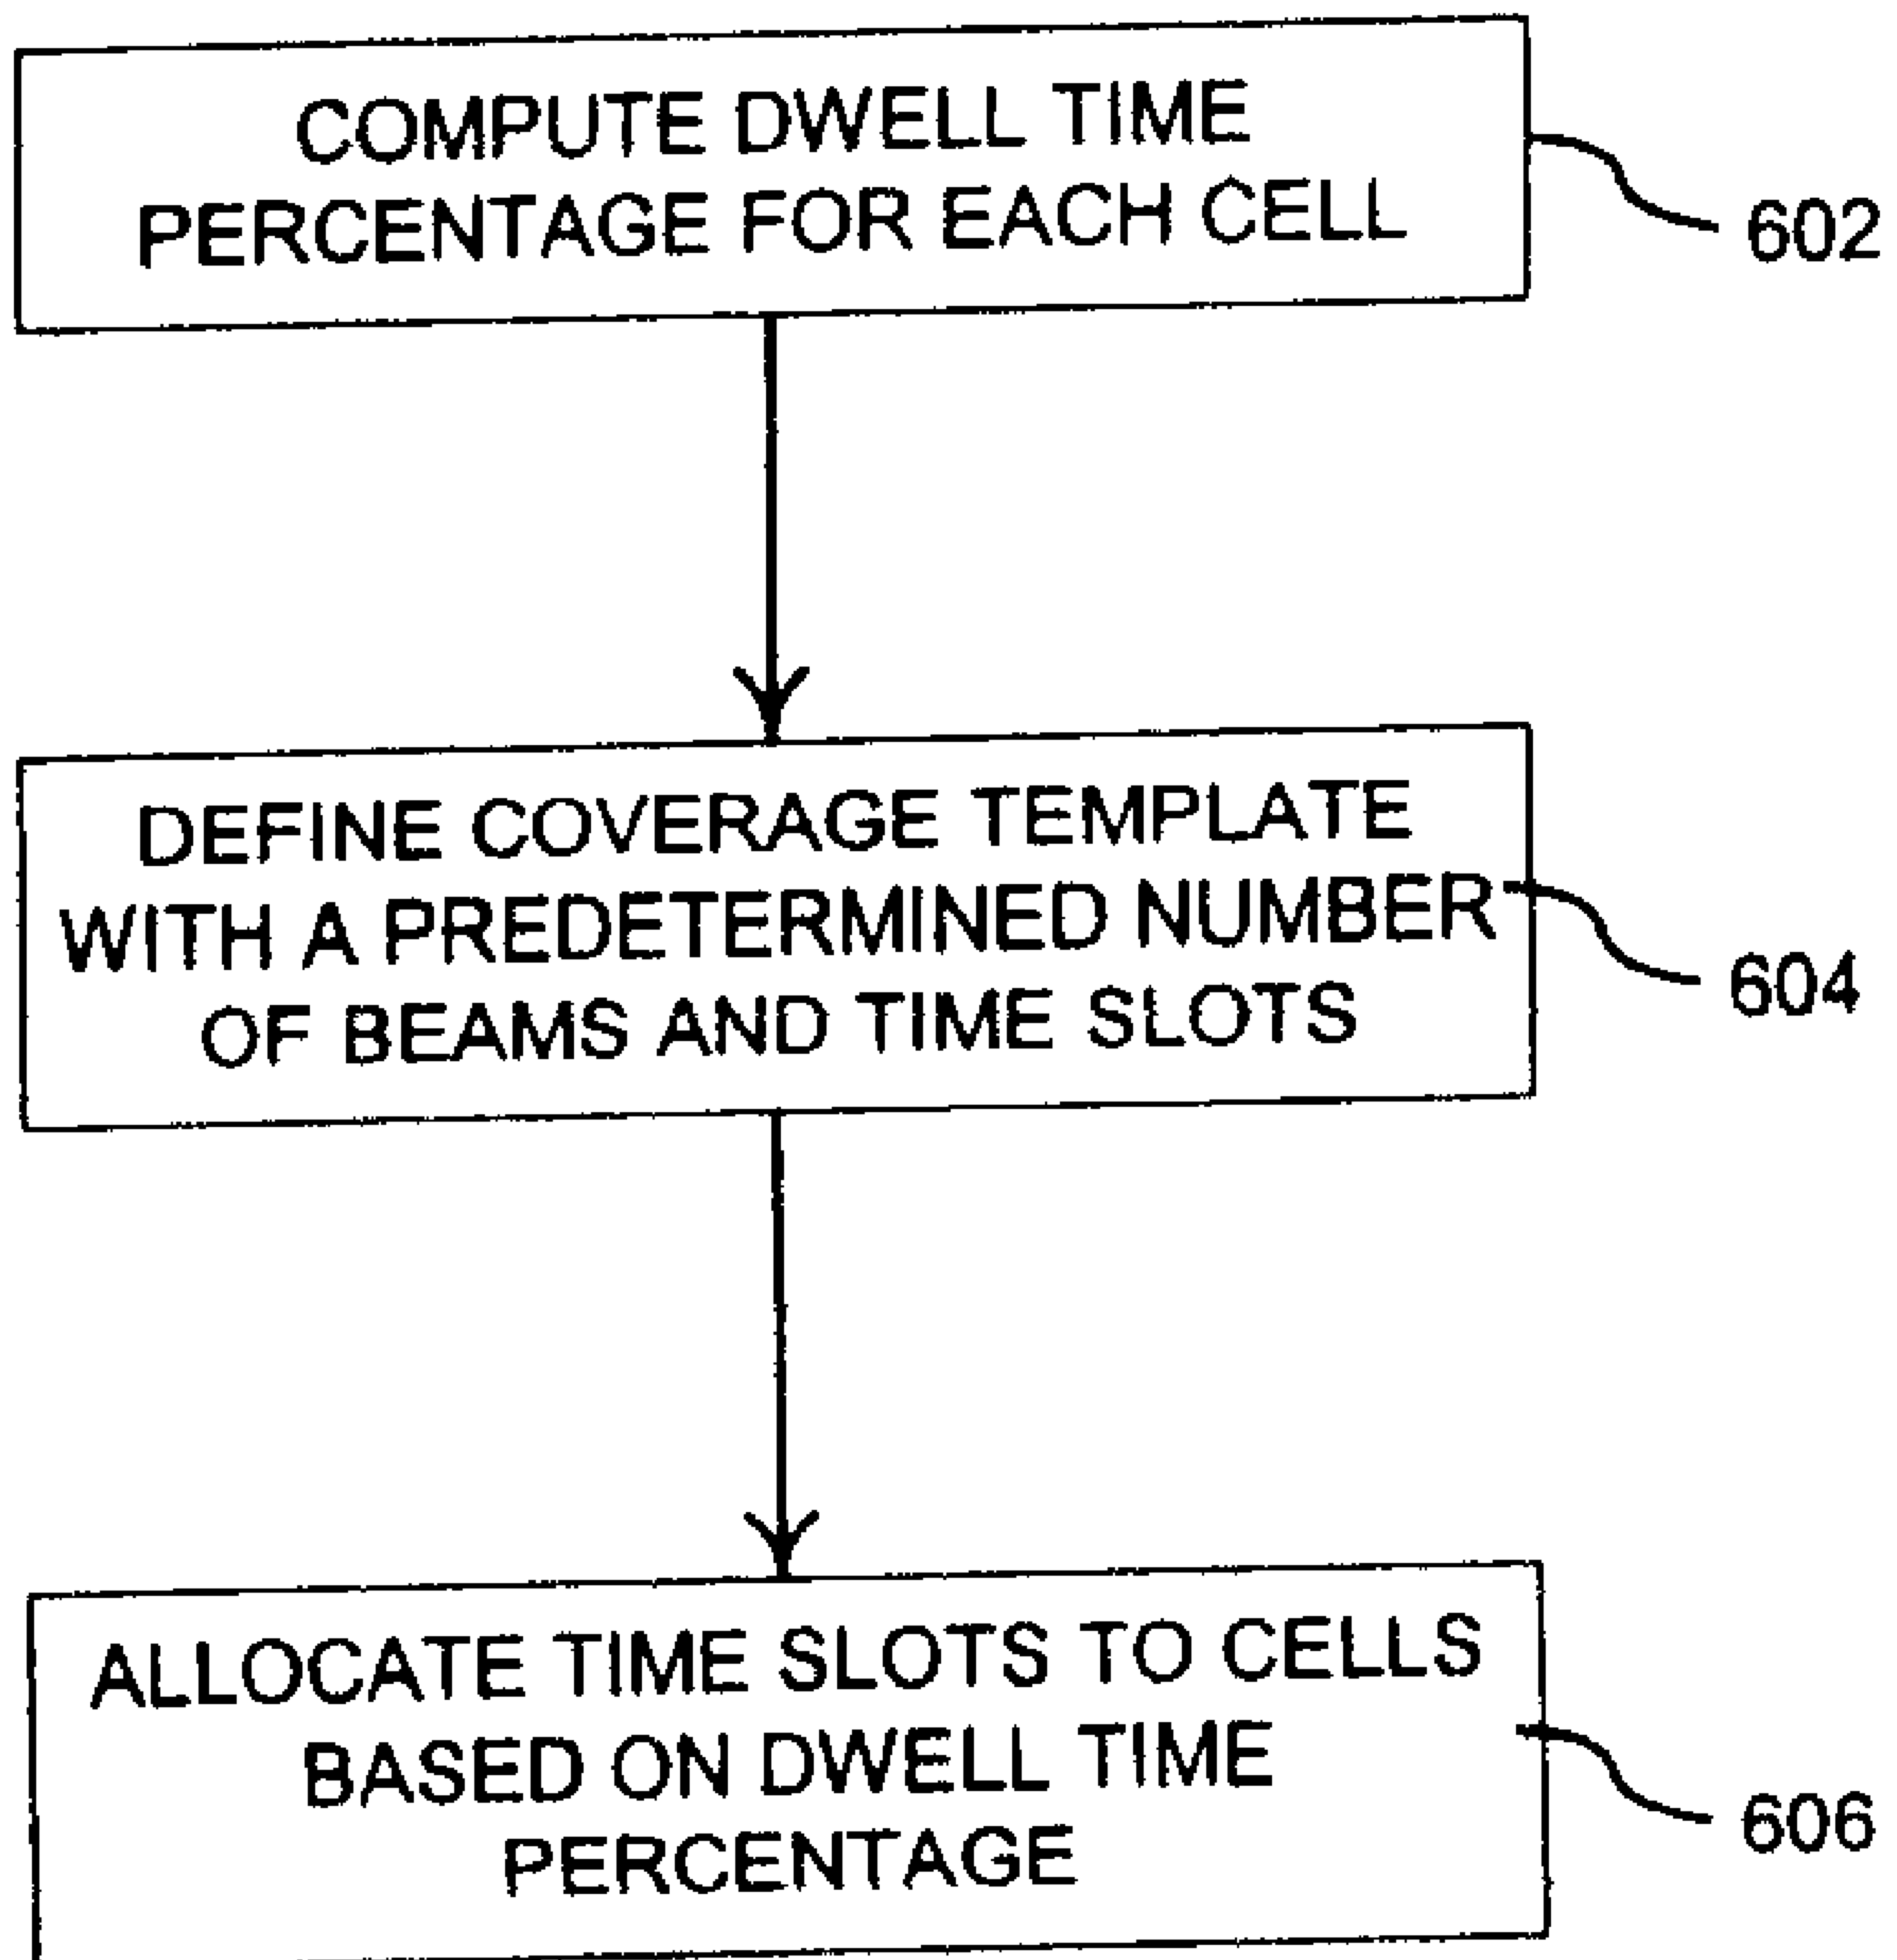 COMPUTE DWELL TIME
PERCENTAGE FOR EACH CELL
602
DEFINE COVERAGE TEMPLATE
WITH A PREDETERMINED NUMBER
OF BEAMS AND TIME SLOTS
604
ALLOCATE TIME SLOTS TO CELLS
BASED ON DWELL TIME
PERCENTAGE
606